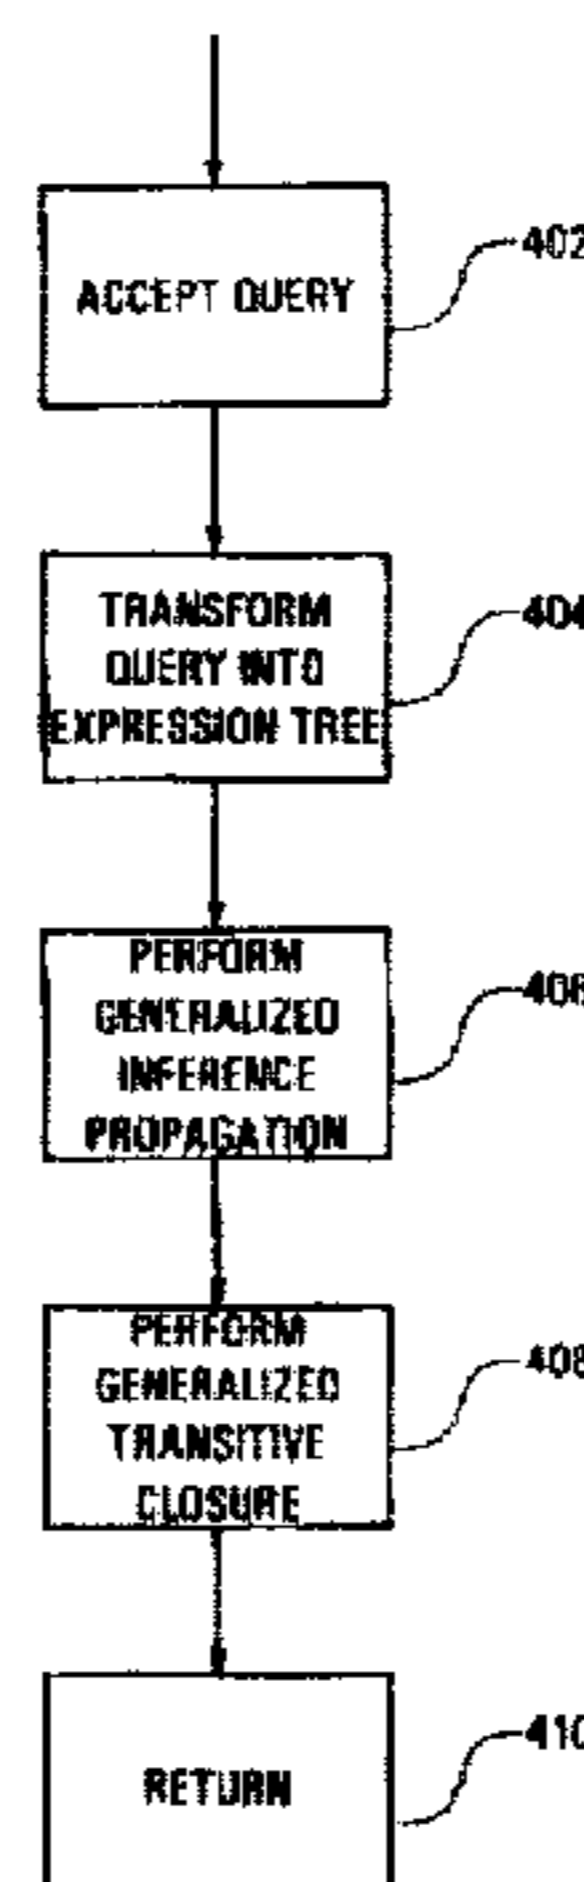 ACCEPT QUERY
402
TRANSFORM
QUERY INTO
EXPRESSION TREE
404
PERFORM
GENERALIZED
INFERENCE
PROPAGATION
406
PERFORM
GENERALIZED
TRANSITIVE
CLOSURE
408
RETURN
410